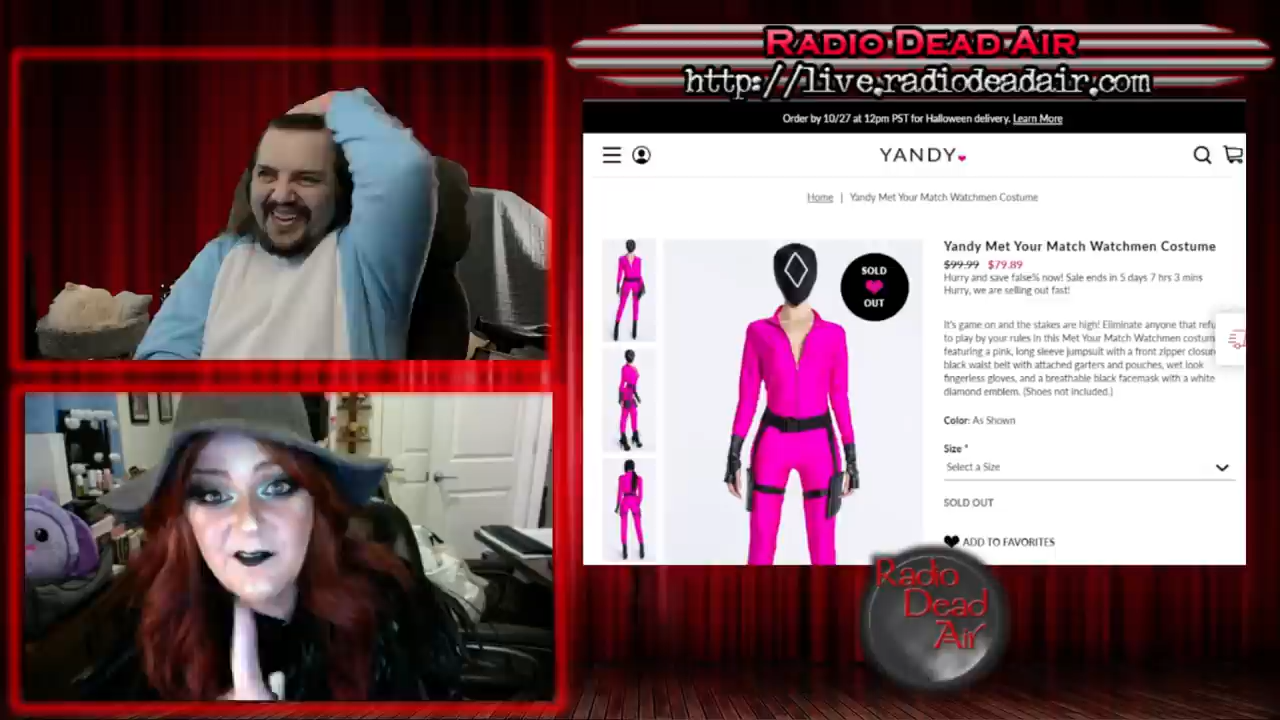 Radio Dead Air
http://live.radiodeadair.com
Order by 10/27 at 12pm PST for Halloween delivery. Learn More
YANDY
Home | Yandy Met Your Match Watchmen Costume
Yandy Met Your Match Watchmen Costume
$99.99 $79.89
Hurry and save false% now! Sale ends in 5 days 7 hrs 3 mins
Hurry, we are selling out fast!
SOLD
OUT
It's game on and the stakes are high! Eliminate anyone that refu
to play by your rules in this Met Your Match Watchmen costum
featuring a pink, long sleeve jumpsuit with a front zipper closur
black waist belt with attached garters and pouches, wet look
fingerless gloves, and a breathable black facemask with a white
diamond emblem. (Shoes not included.)
Color: As Shown
Size *
Select a Size
SOLD OUT
ADD TO FAVORITES
Radio
Dead
Air